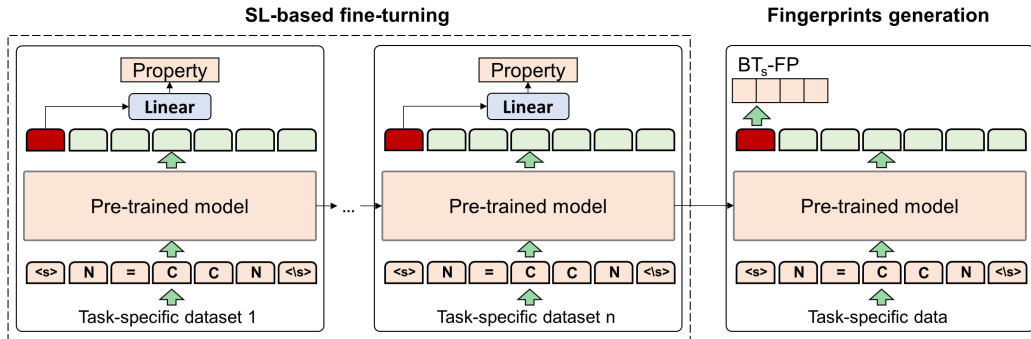 SL-based fine-turning
Fingerprints generation
Property
Linear
Pre-trained model
<s> N = C C N <\s>
Task-specific dataset 1
...
Property
Linear
Pre-trained model
<s> N = C C N <\s>
Task-specific dataset n
BTs-FP
Pre-trained model
<s> N = C C N <\s>
Task-specific data